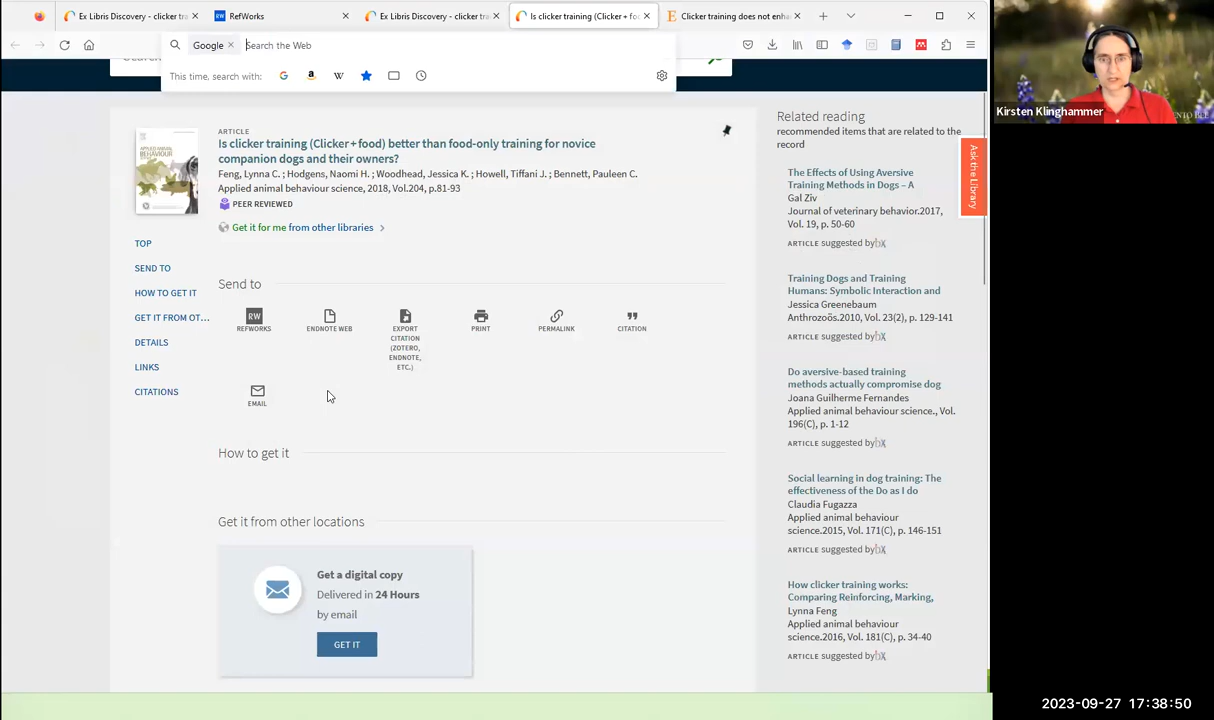 Ex Libris Discovery - clicker tra
RefWorks
Ex Libris Discovery - clicker tra
Is clicker training (Clicker + fo
Clicker training does not enha
Google
Search the Web
This time, search with:
ARTICLE
Is clicker training (Clicker + food) better than food-only training for novice
companion dogs and their owners?
Feng, Lynna C. ; Hodgens, Naomi H. ; Woodhead, Jessica K. ; Howell, Tiffani J. ; Bennett, Pauleen C.
Applied animal behaviour science, 2018, Vol.204, p.81-93
PEER REVIEWED
Get it for me from other libraries
TOP
SEND TO
HOW TO GET IT
GET IT FROM OT...
DETAILS
LINKS
CITATIONS
Send to
RW
REFWORKS
ENDNOTE WEB
EXPORT
CITATION
(ZOTERO,
ENDNOTE,
ETC.)
PRINT
PERMALINK
CITATION
EMAIL
How to get it
Get it from other locations
Get a digital copy
Delivered in 24 Hours
by email
GET IT
Related reading
recommended items that are related to the
record
The Effects of Using Aversive
Training Methods in Dogs – A
Gal Ziv
Journal of veterinary behavior.2017,
Vol. 19, p. 50-60
ARTICLE suggested by bX
Training Dogs and Training
Humans: Symbolic Interaction and
Jessica Greenebaum
Anthrozoös.2010, Vol. 23(2), p. 129-141
ARTICLE suggested by bX
Do aversive-based training
methods actually compromise dog
Joana Guilherme Fernandes
Applied animal behaviour science., Vol.
196(C), p. 1-12
ARTICLE suggested by bX
Social learning in dog training: The
effectiveness of the Do as I do
Claudia Fugazza
Applied animal behaviour
science.2015, Vol. 171(C), p. 146-151
ARTICLE suggested by bX
How clicker training works:
Comparing Reinforcing, Marking,
Lynna Feng
Applied animal behaviour
science.2016, Vol. 181(C), p. 34-40
ARTICLE suggested by bX
Ask the Library
Kirsten Klinghammer
2023-09-27 17:38:50